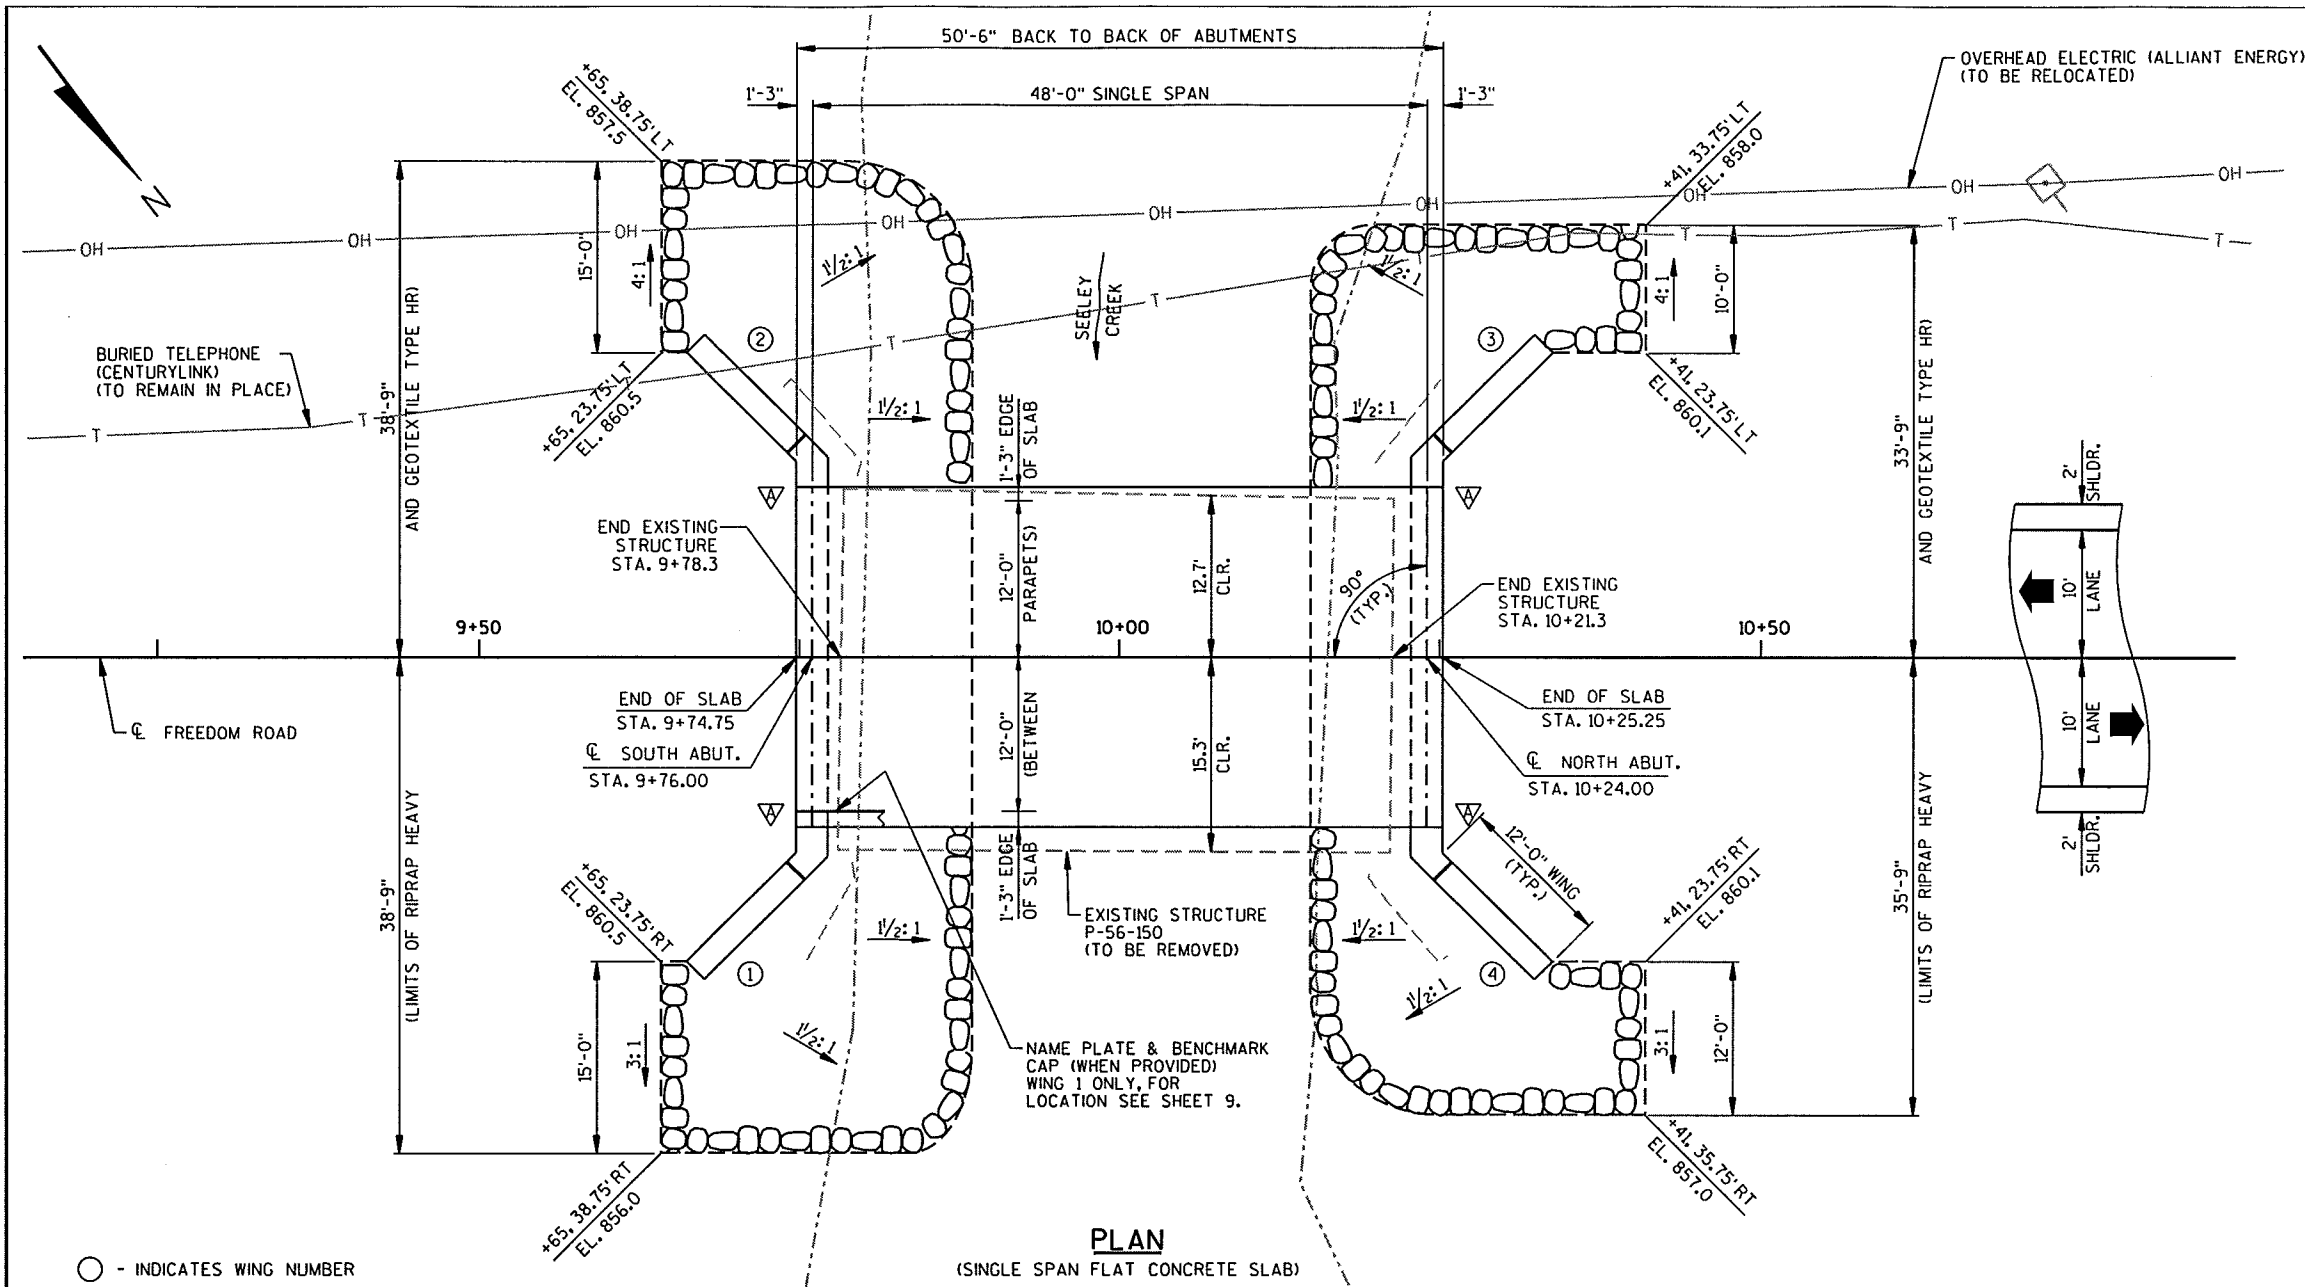 50'-6" BACK TO BACK OF ABUTMENTS
1'-3"
48'-0" SINGLE SPAN
1'-3"
OVERHEAD ELECTRIC (ALLIANT ENERGY)
(TO BE RELOCATED)
N
+65, 38.75' LT
EL. 857.5
+41, 33.75' LT
EL. 858.0
OH
OH
OH
OH
OH
OH
OH
OH
OH
T
T
T
T
T
T
T
15'-0"
4:1
1½:1
SEELEY
CREEK
1½:1
4:1
10'-0"
BURIED TELEPHONE
(CENTURYLINK)
(TO REMAIN IN PLACE)
38'-9"
AND GEOTEXTILE TYPE HR)
2
3
+65, 23.75' LT
EL. 860.5
1½:1
1½:1
+41, 23.75' LT
EL. 860.1
33'-9"
AND GEOTEXTILE TYPE HR)
1'-3" EDGE
OF SLAB
A
A
2'
SHLDR.
END EXISTING
STRUCTURE
STA. 9+78.3
12'-0"
PARAPETS)
12.7'
CLR.
90°
(TYP.)
END EXISTING
STRUCTURE
STA. 10+21.3
10'
LANE
9+50
10+00
10+50
END OF SLAB
STA. 9+74.75
℄ SOUTH ABUT.
STA. 9+76.00
℄ FREEDOM ROAD
12'-0"
(BETWEEN
15.3'
CLR.
END OF SLAB
STA. 10+25.25
℄ NORTH ABUT.
STA. 10+24.00
10'
LANE
2'
SHLDR.
A
A
1'-3" EDGE
OF SLAB
38'-9"
(LIMITS OF RIPRAP HEAVY
35'-9"
(LIMITS OF RIPRAP HEAVY
+65, 23.75' RT
EL. 860.5
12'-0" WING
(TYP.)
+41, 23.75' RT
EL. 860.1
EXISTING STRUCTURE
P-56-150
(TO BE REMOVED)
1½:1
1½:1
1
4
15'-0"
3:1
1½:1
1½:1
3:1
12'-0"
NAME PLATE & BENCHMARK
CAP (WHEN PROVIDED)
WING 1 ONLY, FOR
LOCATION SEE SHEET 9.
+65, 38.75' RT
EL. 856.0
+41, 35.75' RT
EL. 857.0
PLAN
(SINGLE SPAN FLAT CONCRETE SLAB)
- INDICATES WING NUMBER